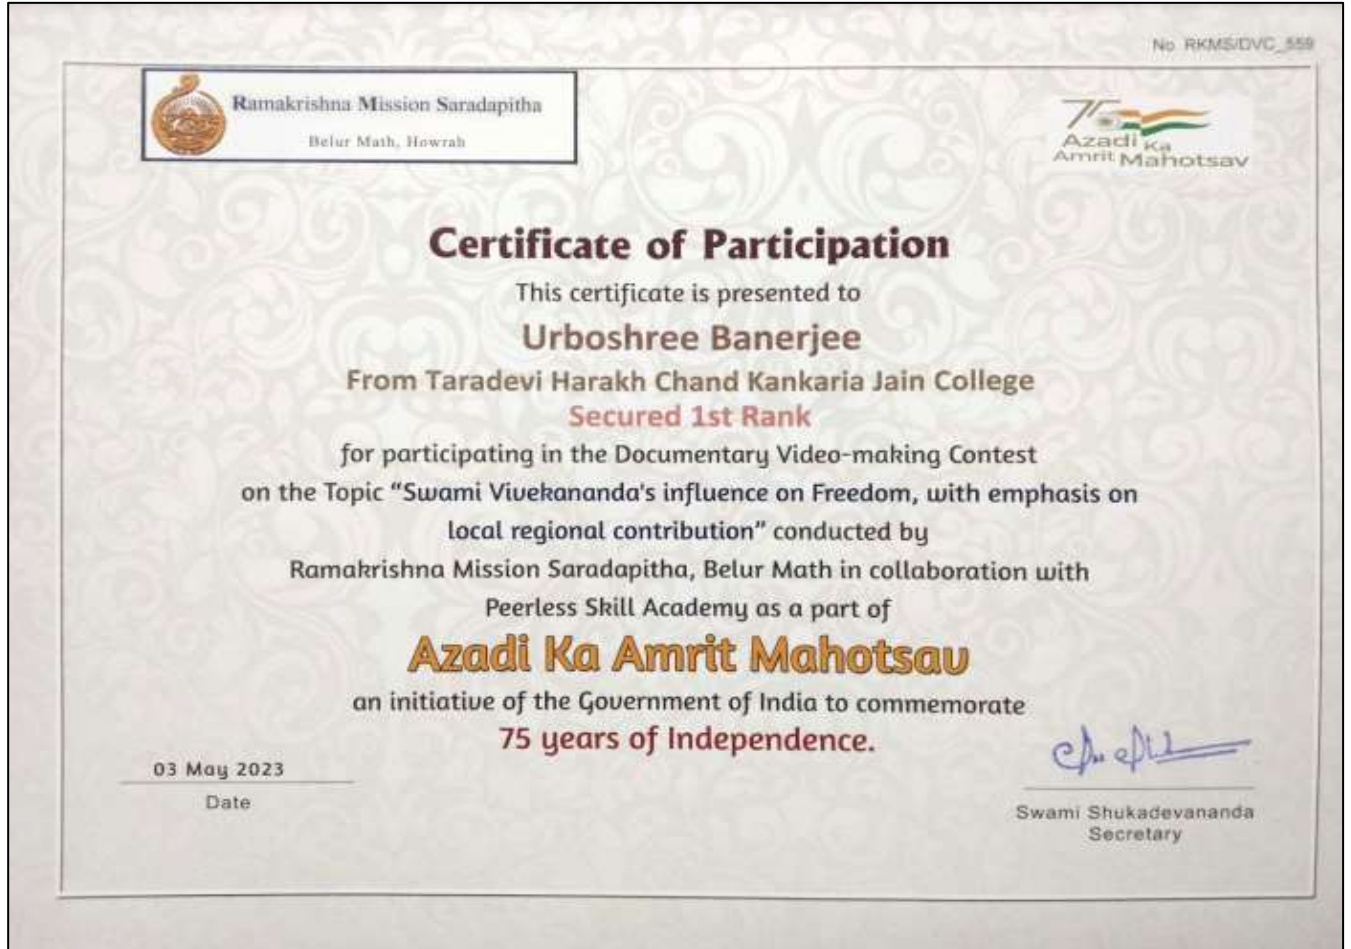 No. RKMS/DVC_559
Ramakrishna Mission Saradapitha
Belur Math, Howrah
75
Azadi Ka
Amrit Mahotsav
Certificate of Participation
This certificate is presented to
Urboshree Banerjee
From Taradevi Harakh Chand Kankaria Jain College
Secured 1st Rank
for participating in the Documentary Video-making Contest
on the Topic “Swami Vivekananda's influence on Freedom, with emphasis on
local regional contribution” conducted by
Ramakrishna Mission Saradapitha, Belur Math in collaboration with
Peerless Skill Academy as a part of
Azadi Ka Amrit Mahotsav
an initiative of the Government of India to commemorate
75 years of Independence.
03 May 2023
Date
Swami Shukadevananda
Secretary